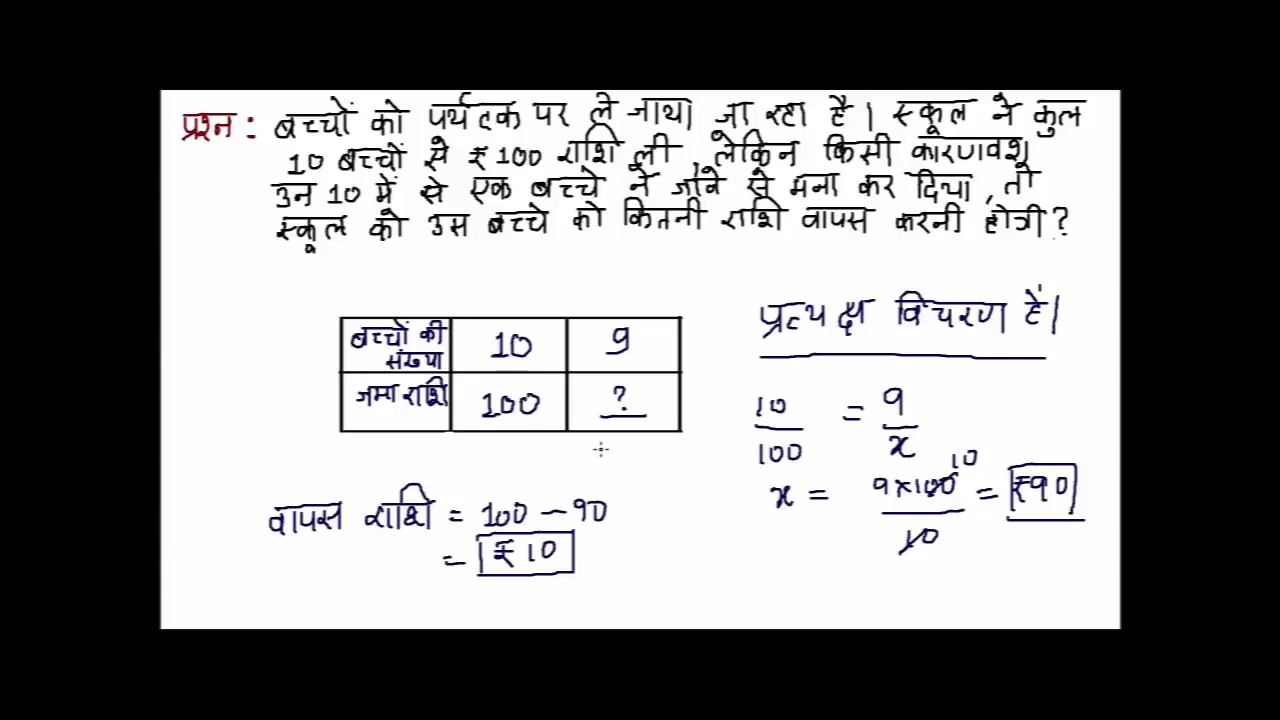 प्रश्न : बच्चों को पर्यटक पर ले जाया जा रहा है। स्कूल ने कुल
10 बच्चों से ₹100 राशि ली, लेकिन किसी कारणवश
उन 10 में से एक बच्चे ने जाने से मना कर दिया, तो
स्कूल को उस बच्चे को कितनी राशि वापस करनी होगी?
प्रत्यक्ष विचरण है।
बच्चों की संख्या 10 9
जमा राशि 100 ?
10/100 = 9/x
x = 9×100/10 = ₹90
10
वापस राशि = 100 – 90
= ₹10